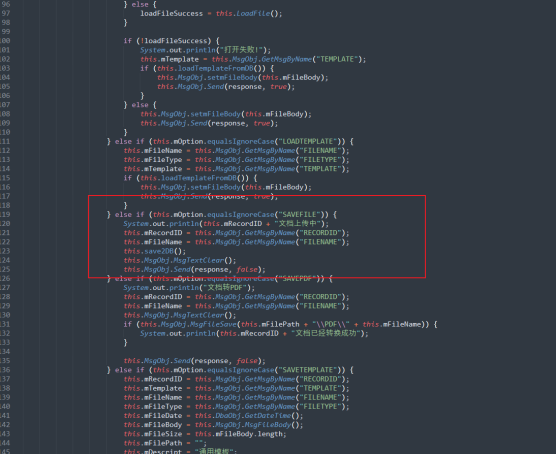 96 } else {
97 loadFileSuccess = this.LoadFile();
98 }
99
100 if (!loadFileSuccess) {
101 System.out.println("打开失败!");
102 this.mTemplate = this.MsgObj.GetMsgByName("TEMPLATE");
103 if (this.loadTemplateFromDB()) {
104 this.MsgObj.setmFileBody(this.mFileBody);
105 this.MsgObj.Send(response, true);
106 }
107 } else {
108 this.MsgObj.setmFileBody(this.mFileBody);
109 this.MsgObj.Send(response, true);
110 }
111 } else if (this.mOption.equalsIgnoreCase("LOADTEMPLATE")) {
112 this.mFileName = this.MsgObj.GetMsgByName("FILENAME");
113 this.mFileType = this.MsgObj.GetMsgByName("FILETYPE");
114 this.mTemplate = this.MsgObj.GetMsgByName("TEMPLATE");
115 if (this.loadTemplateFromDB()) {
116 this.MsgObj.setmFileBody(this.mFileBody);
117 this.MsgObj.Send(response, true);
118 }
119 } else if (this.mOption.equalsIgnoreCase("SAVEFILE")) {
120 System.out.println(this.mRecordID + "文档上传中");
121 this.mRecordID = this.MsgObj.GetMsgByName("RECORDID");
122 this.mFileName = this.MsgObj.GetMsgByName("FILENAME");
123 this.save2DB();
124 this.MsgObj.MsgTextClear();
125 this.MsgObj.Send(response, false);
126 } else if (this.mOption.equalsIgnoreCase("SAVEPDF")) {
127 System.out.println("文档转PDF");
128 this.mRecordID = this.MsgObj.GetMsgByName("RECORDID");
129 this.mFileName = this.MsgObj.GetMsgByName("FILENAME");
130 this.MsgObj.MsgTextClear();
131 if (this.MsgObj.MsgFileSave(this.mFilePath + "\\PDF\\" + this.mFileName)) {
132 System.out.println(this.mRecordID + "文档已经转换成功");
133 }
134
135 this.MsgObj.Send(response, false);
136 } else if (this.mOption.equalsIgnoreCase("SAVETEMPLATE")) {
137 this.mRecordID = this.MsgObj.GetMsgByName("RECORDID");
138 this.mTemplate = this.MsgObj.GetMsgByName("TEMPLATE");
139 this.mFileName = this.MsgObj.GetMsgByName("FILENAME");
140 this.mFileType = this.MsgObj.GetMsgByName("FILETYPE");
141 this.mFileDate = this.DbaObj.GetDateTime();
142 this.mFileBody = this.MsgObj.MsgFileBody();
143 this.mFileSize = this.mFileBody.length;
144 this.mFilePath = "";
145 this.mDescript = "通用模板";